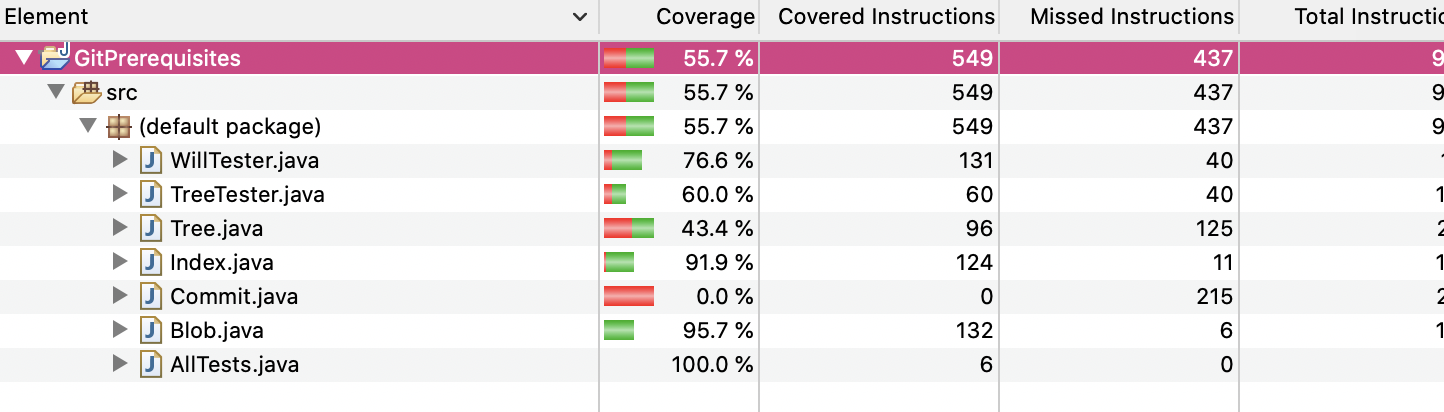 Element Coverage Covered Instructions Missed Instructions Total Instructic
GitPrerequisites 55.7 % 549 437 9
src 55.7 % 549 437 9
(default package) 55.7 % 549 437 9
WillTester.java 76.6 % 131 40 1
TreeTester.java 60.0 % 60 40 1
Tree.java 43.4 % 96 125 2
Index.java 91.9 % 124 11 1
Commit.java 0.0 % 0 215 2
Blob.java 95.7 % 132 6 1
AllTests.java 100.0 % 6 0